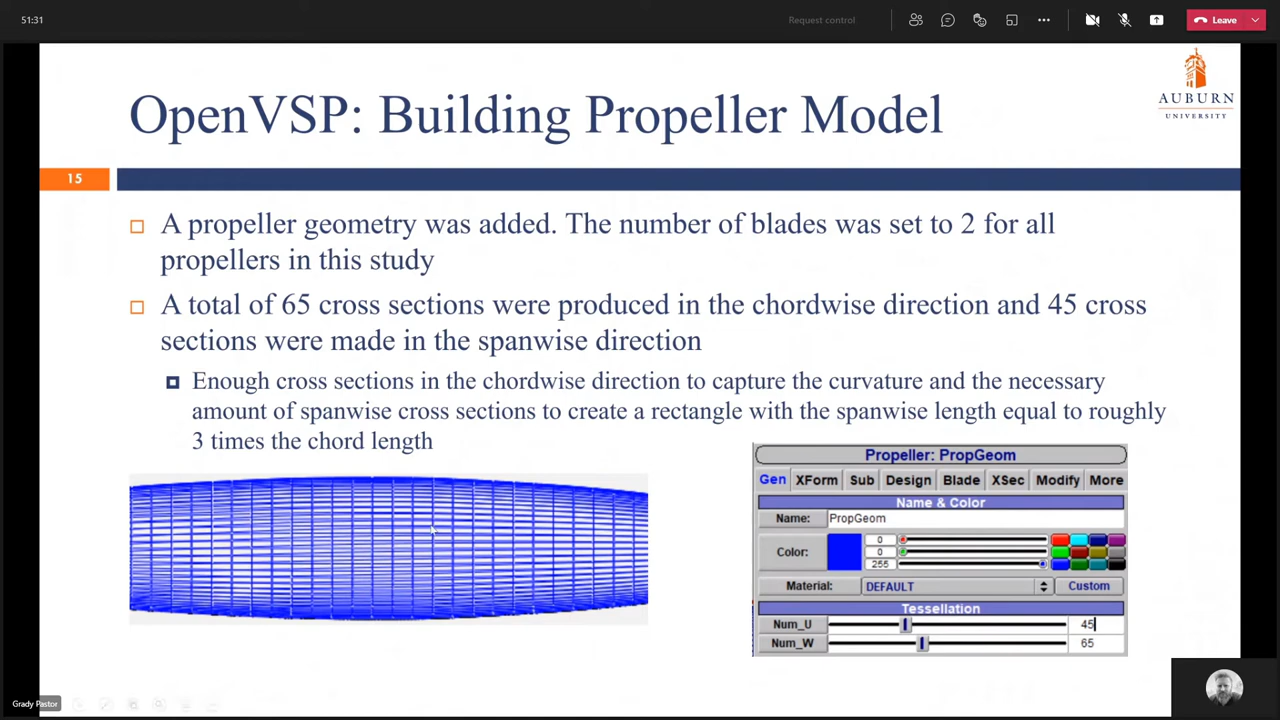 51:31
Request control
Leave
OpenVSP: Building Propeller Model
AUBURN
UNIVERSITY
15
A propeller geometry was added. The number of blades was set to 2 for all
propellers in this study
A total of 65 cross sections were produced in the chordwise direction and 45 cross
sections were made in the spanwise direction
Enough cross sections in the chordwise direction to capture the curvature and the necessary
amount of spanwise cross sections to create a rectangle with the spanwise length equal to roughly
3 times the chord length
Propeller: PropGeom
Gen XForm Sub Design Blade XSec Modify More
Name & Color
Name: PropGeom
Color:
0
0
255
Material: DEFAULT Custom
Tessellation
Num_U 45
Num_W 65
Grady Pastor